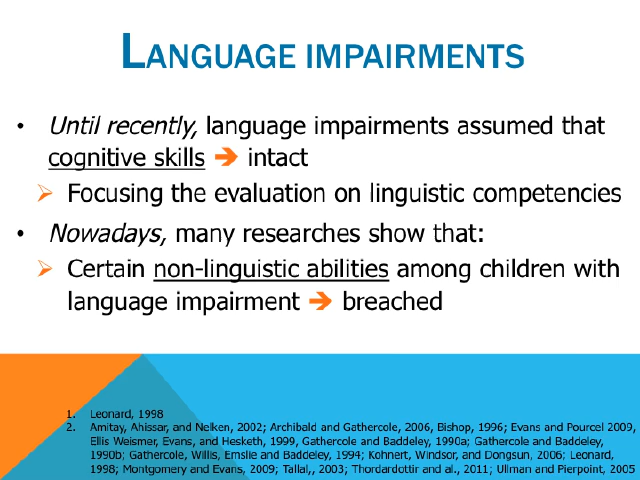 LANGUAGE IMPAIRMENTS
• Until recently, language impairments assumed that
cognitive skills ➔ intact
➢ Focusing the evaluation on linguistic competencies
• Nowadays, many researches show that:
➢ Certain non-linguistic abilities among children with
language impairment ➔ breached
1. Leonard, 1998
2. Amitay, Ahissar, and Nelken, 2002; Archibald and Gathercole, 2006, Bishop, 1996; Evans and Pourcel 2009,
Ellis Weismer, Evans, and Hesketh, 1999, Gathercole and Baddeley, 1990a; Gathercole and Baddeley,
1990b; Gathercole, Willis, Emslie and Baddeley, 1994; Kohnert, Windsor, and Dongsun, 2006; Leonard,
1998; Montgomery and Evans, 2009; Tallal,, 2003; Thordardottir and al., 2011; Ullman and Pierpoint, 2005